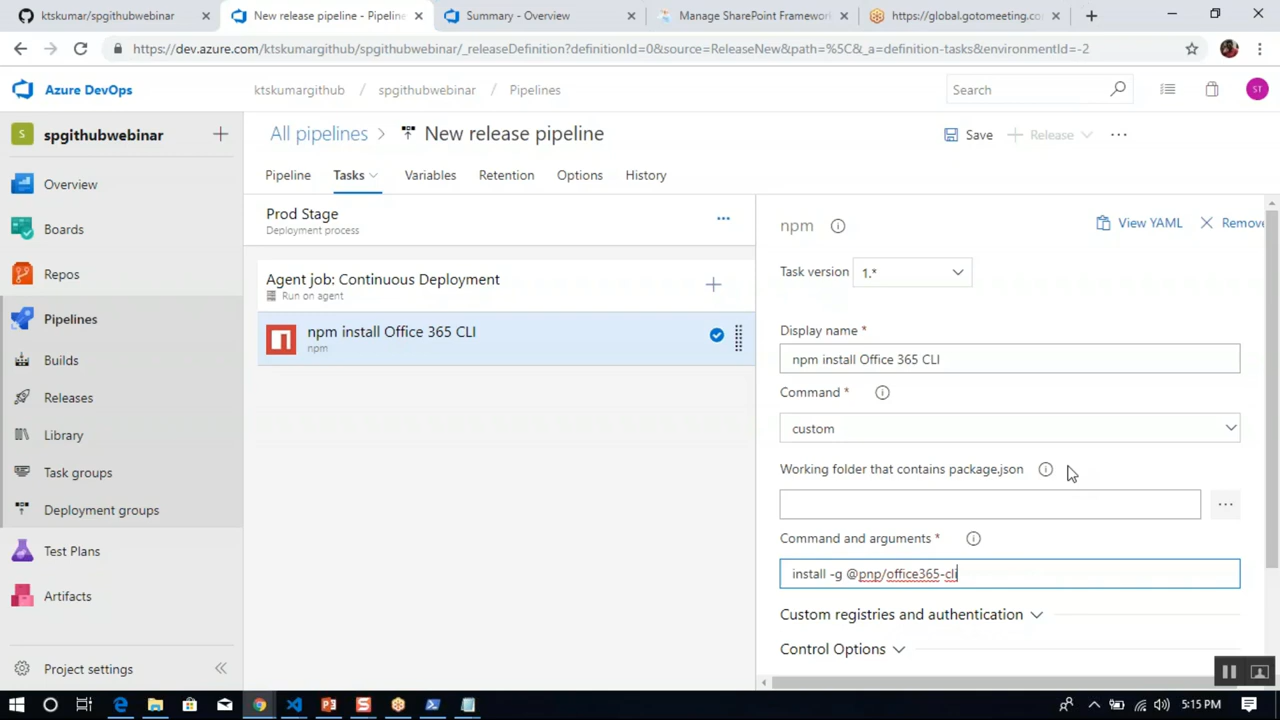 ktskumar/spgithubwebinar
New release pipeline - Pipeline
Summary - Overview
Manage SharePoint Framework
https://global.gotomeeting.com
https://dev.azure.com/ktskumargithub/spgithubwebinar/_releaseDefinition?definitionId=0&source=ReleaseNew&path=%5C&_a=definition-tasks&environmentId=-2
Azure DevOps
ktskumargithub / spgithubwebinar / Pipelines
Search
ST
S
spgithubwebinar
All pipelines > New release pipeline
Save
Release
Pipeline
Tasks
Variables
Retention
Options
History
Overview
Boards
Repos
Pipelines
Builds
Releases
Library
Task groups
Deployment groups
Test Plans
Artifacts
Project settings
Prod Stage
Deployment process
Agent job: Continuous Deployment
Run on agent
npm install Office 365 CLI
npm
npm
View YAML
Remove
Task version
1.*
Display name *
npm install Office 365 CLI
Command *
custom
Working folder that contains package.json
Command and arguments *
install -g @pnp/office365-cli
Custom registries and authentication
Control Options
5:15 PM